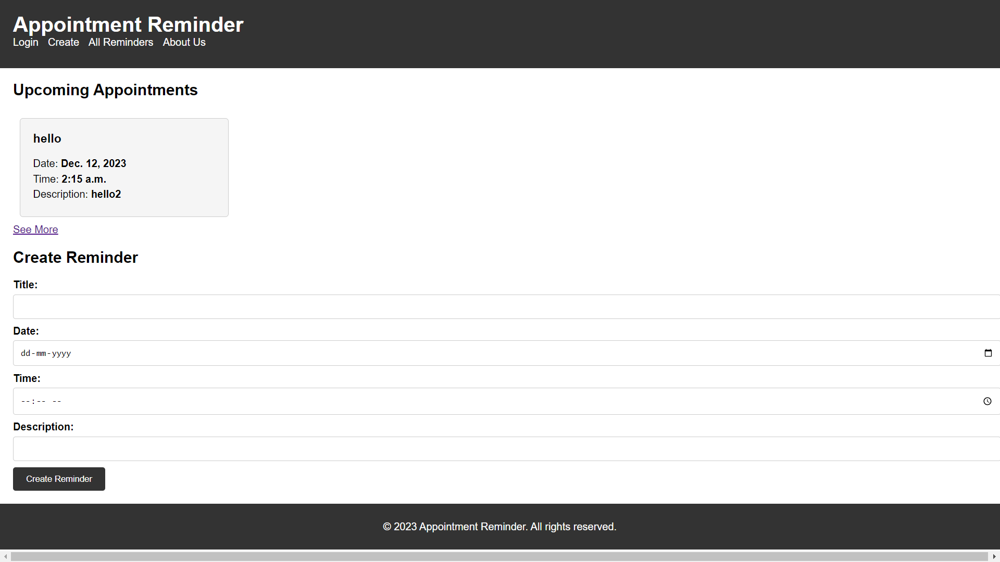 Appointment Reminder
Login Create All Reminders About Us
Upcoming Appointments
hello
Date: Dec. 12, 2023
Time: 2:15 a.m.
Description: hello2
See More
Create Reminder
Title:
Date:
dd-mm-yyyy
Time:
--:-- --
Description:
Create Reminder
© 2023 Appointment Reminder. All rights reserved.